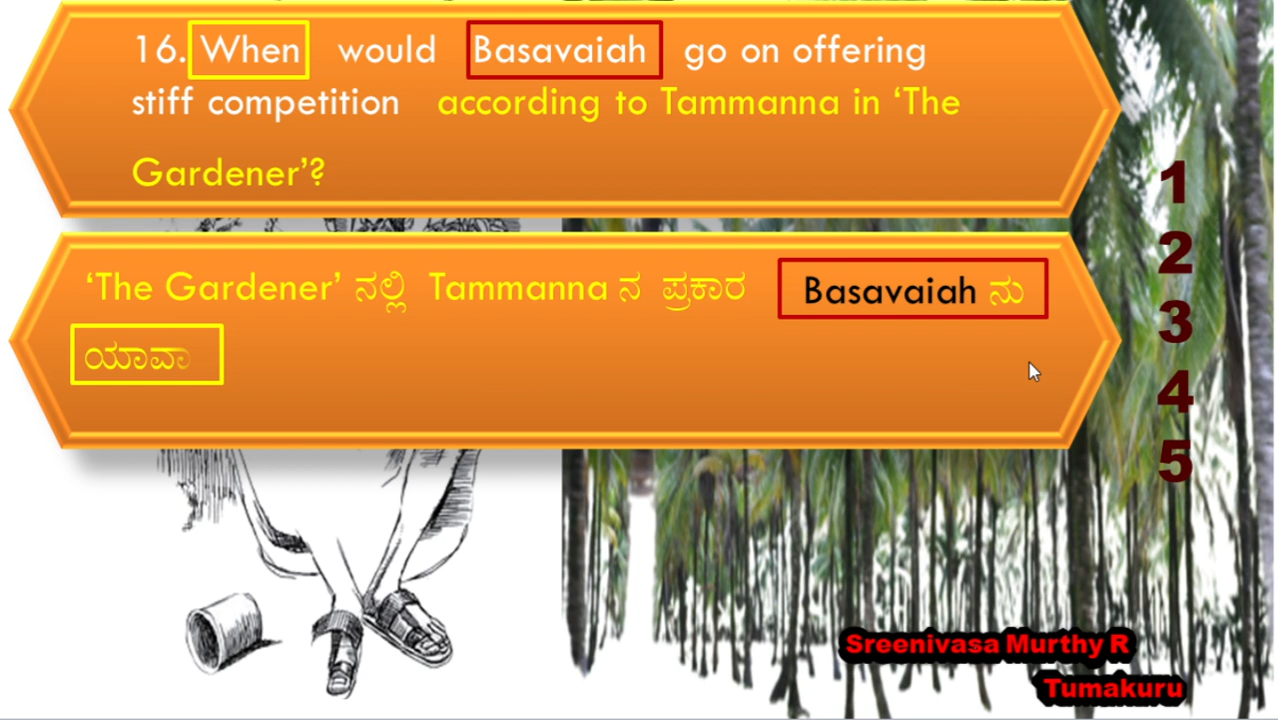 16. When would Basavaiah go on offering
stiff competition according to Tammanna in ‘The
Gardener’?
‘The Gardener’ ನಲ್ಲಿ Tammanna ನ ಪ್ರಕಾರ Basavaiah ನು
ಯಾವಾ
1
2
3
4
5
Sreenivasa Murthy R
Tumakuru